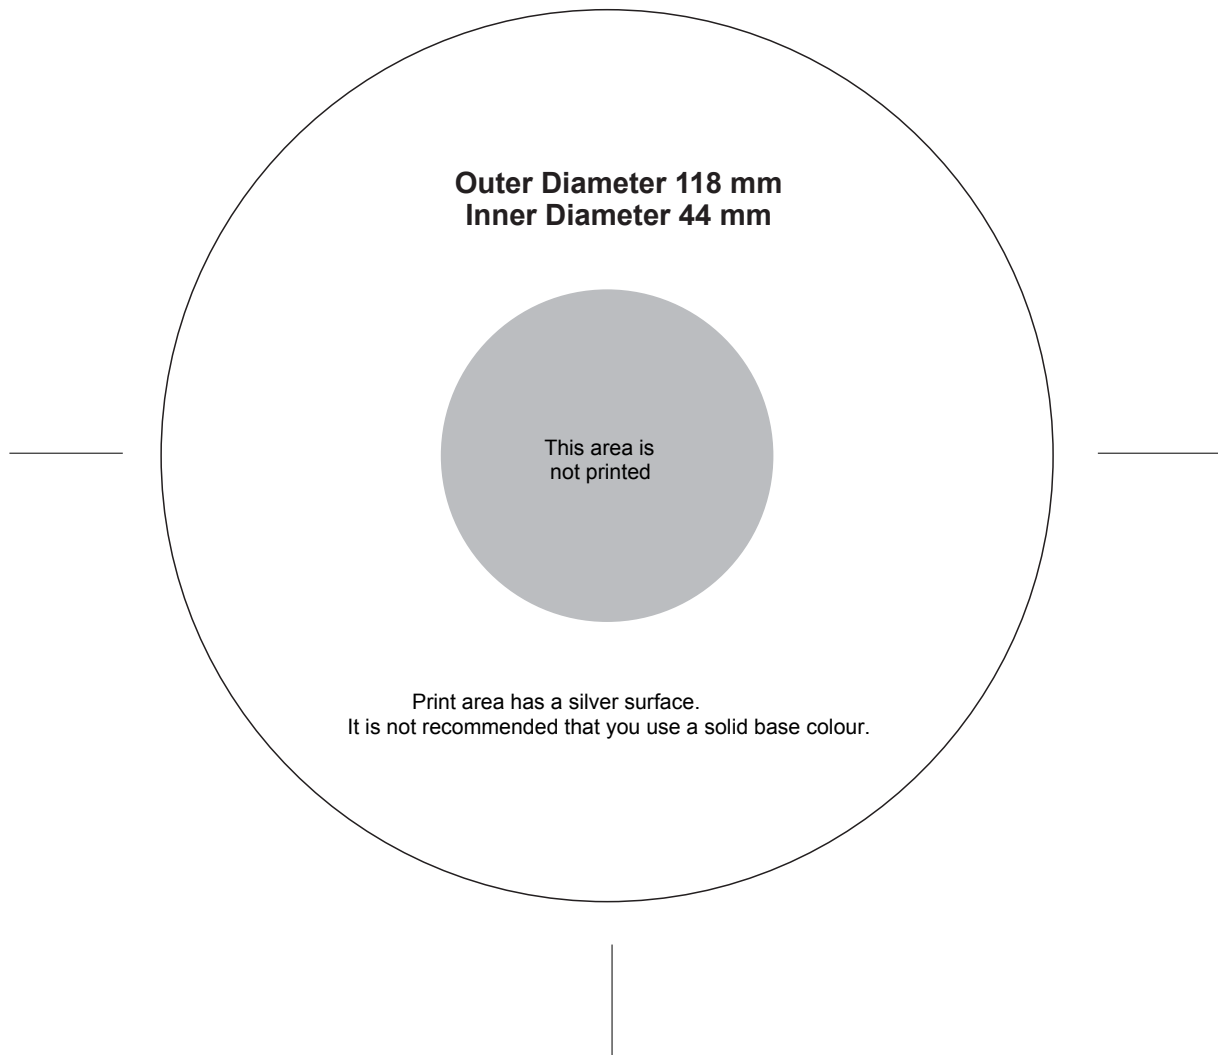 Outer Diameter 118 mm
Inner Diameter 44 mm
This area is
not printed
Print area has a silver surface.
It is not recommended that you use a solid base colour.